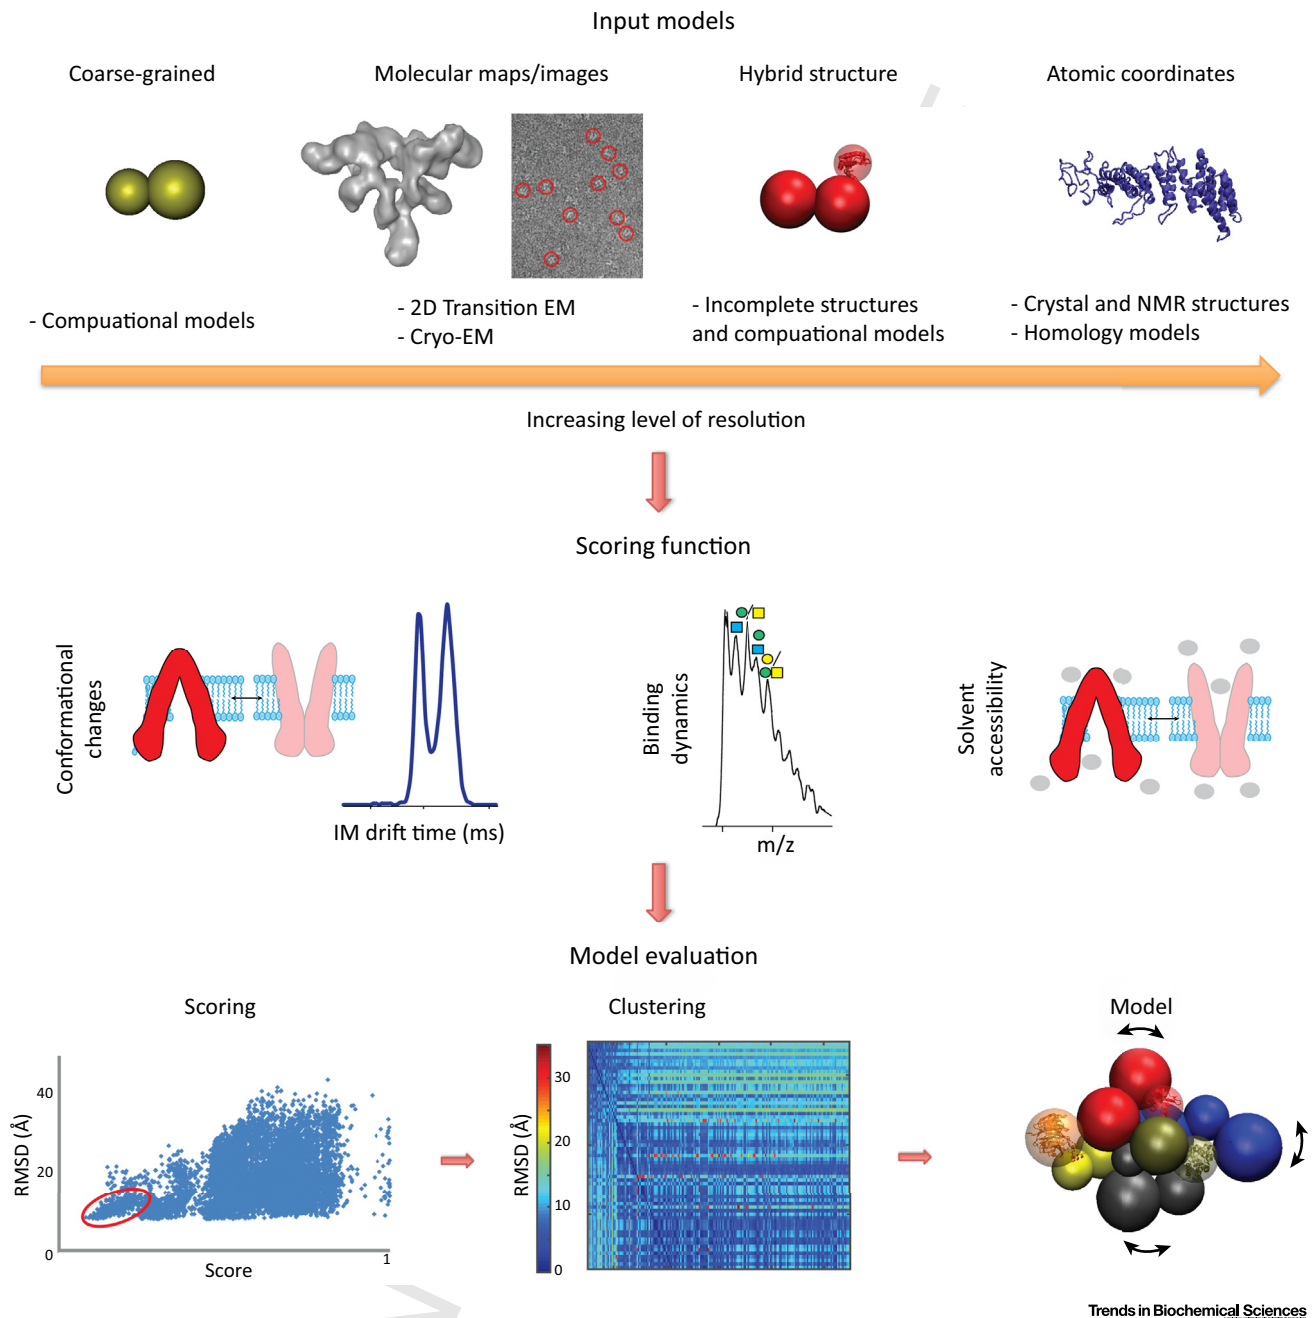 Input models
Coarse-grained
Molecular maps/images
Hybrid structure
Atomic coordinates
- Compuational models
- 2D Transition EM
- Cryo-EM
- Incomplete structures
and compuational models
- Crystal and NMR structures
- Homology models
Increasing level of resolution
Scoring function
Conformational
changes
IM drift time (ms)
Binding
dynamics
m/z
Solvent
accessibility
Model evaluation
Scoring
Clustering
Model
RMSD (Å)
40
20
0
Score
1
RMSD (Å)
30
20
10
0
Trends in Biochemical Sciences